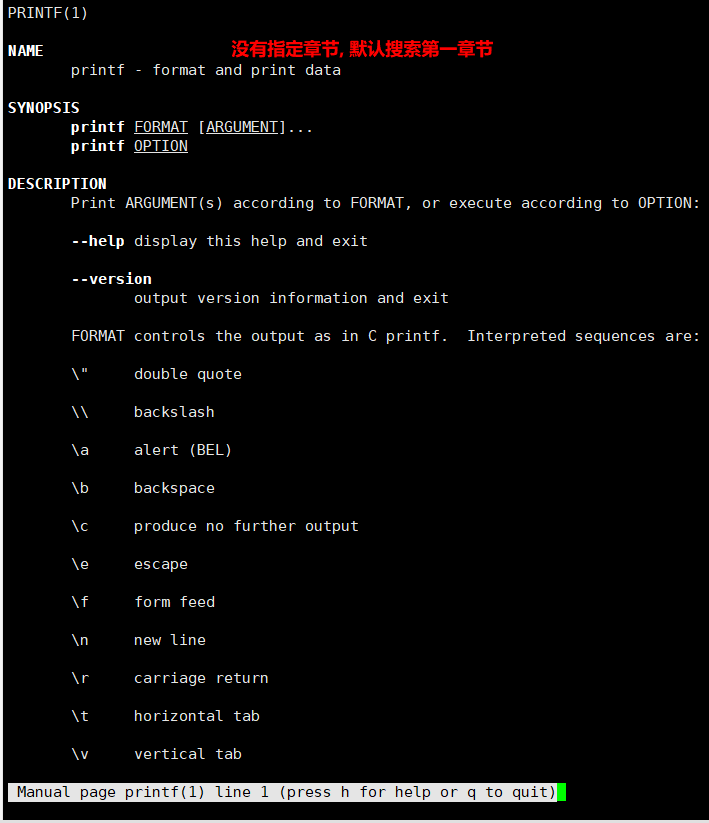 PRINTF(1)
NAME
没有指定章节, 默认搜索第一章节
printf - format and print data
SYNOPSIS
printf FORMAT [ARGUMENT]...
printf OPTION
DESCRIPTION
Print ARGUMENT(s) according to FORMAT, or execute according to OPTION:
--help display this help and exit
--version
output version information and exit
FORMAT controls the output as in C printf.  Interpreted sequences are:
\"     double quote
\\     backslash
\a     alert (BEL)
\b     backspace
\c     produce no further output
\e     escape
\f     form feed
\n     new line
\r     carriage return
\t     horizontal tab
\v     vertical tab
Manual page printf(1) line 1 (press h for help or q to quit)